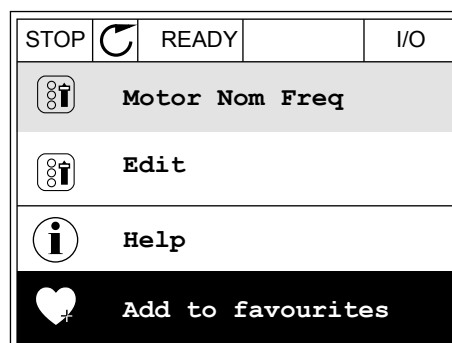 STOP READY I/O
Motor Nom Freq
Edit
Help
Add to favourites